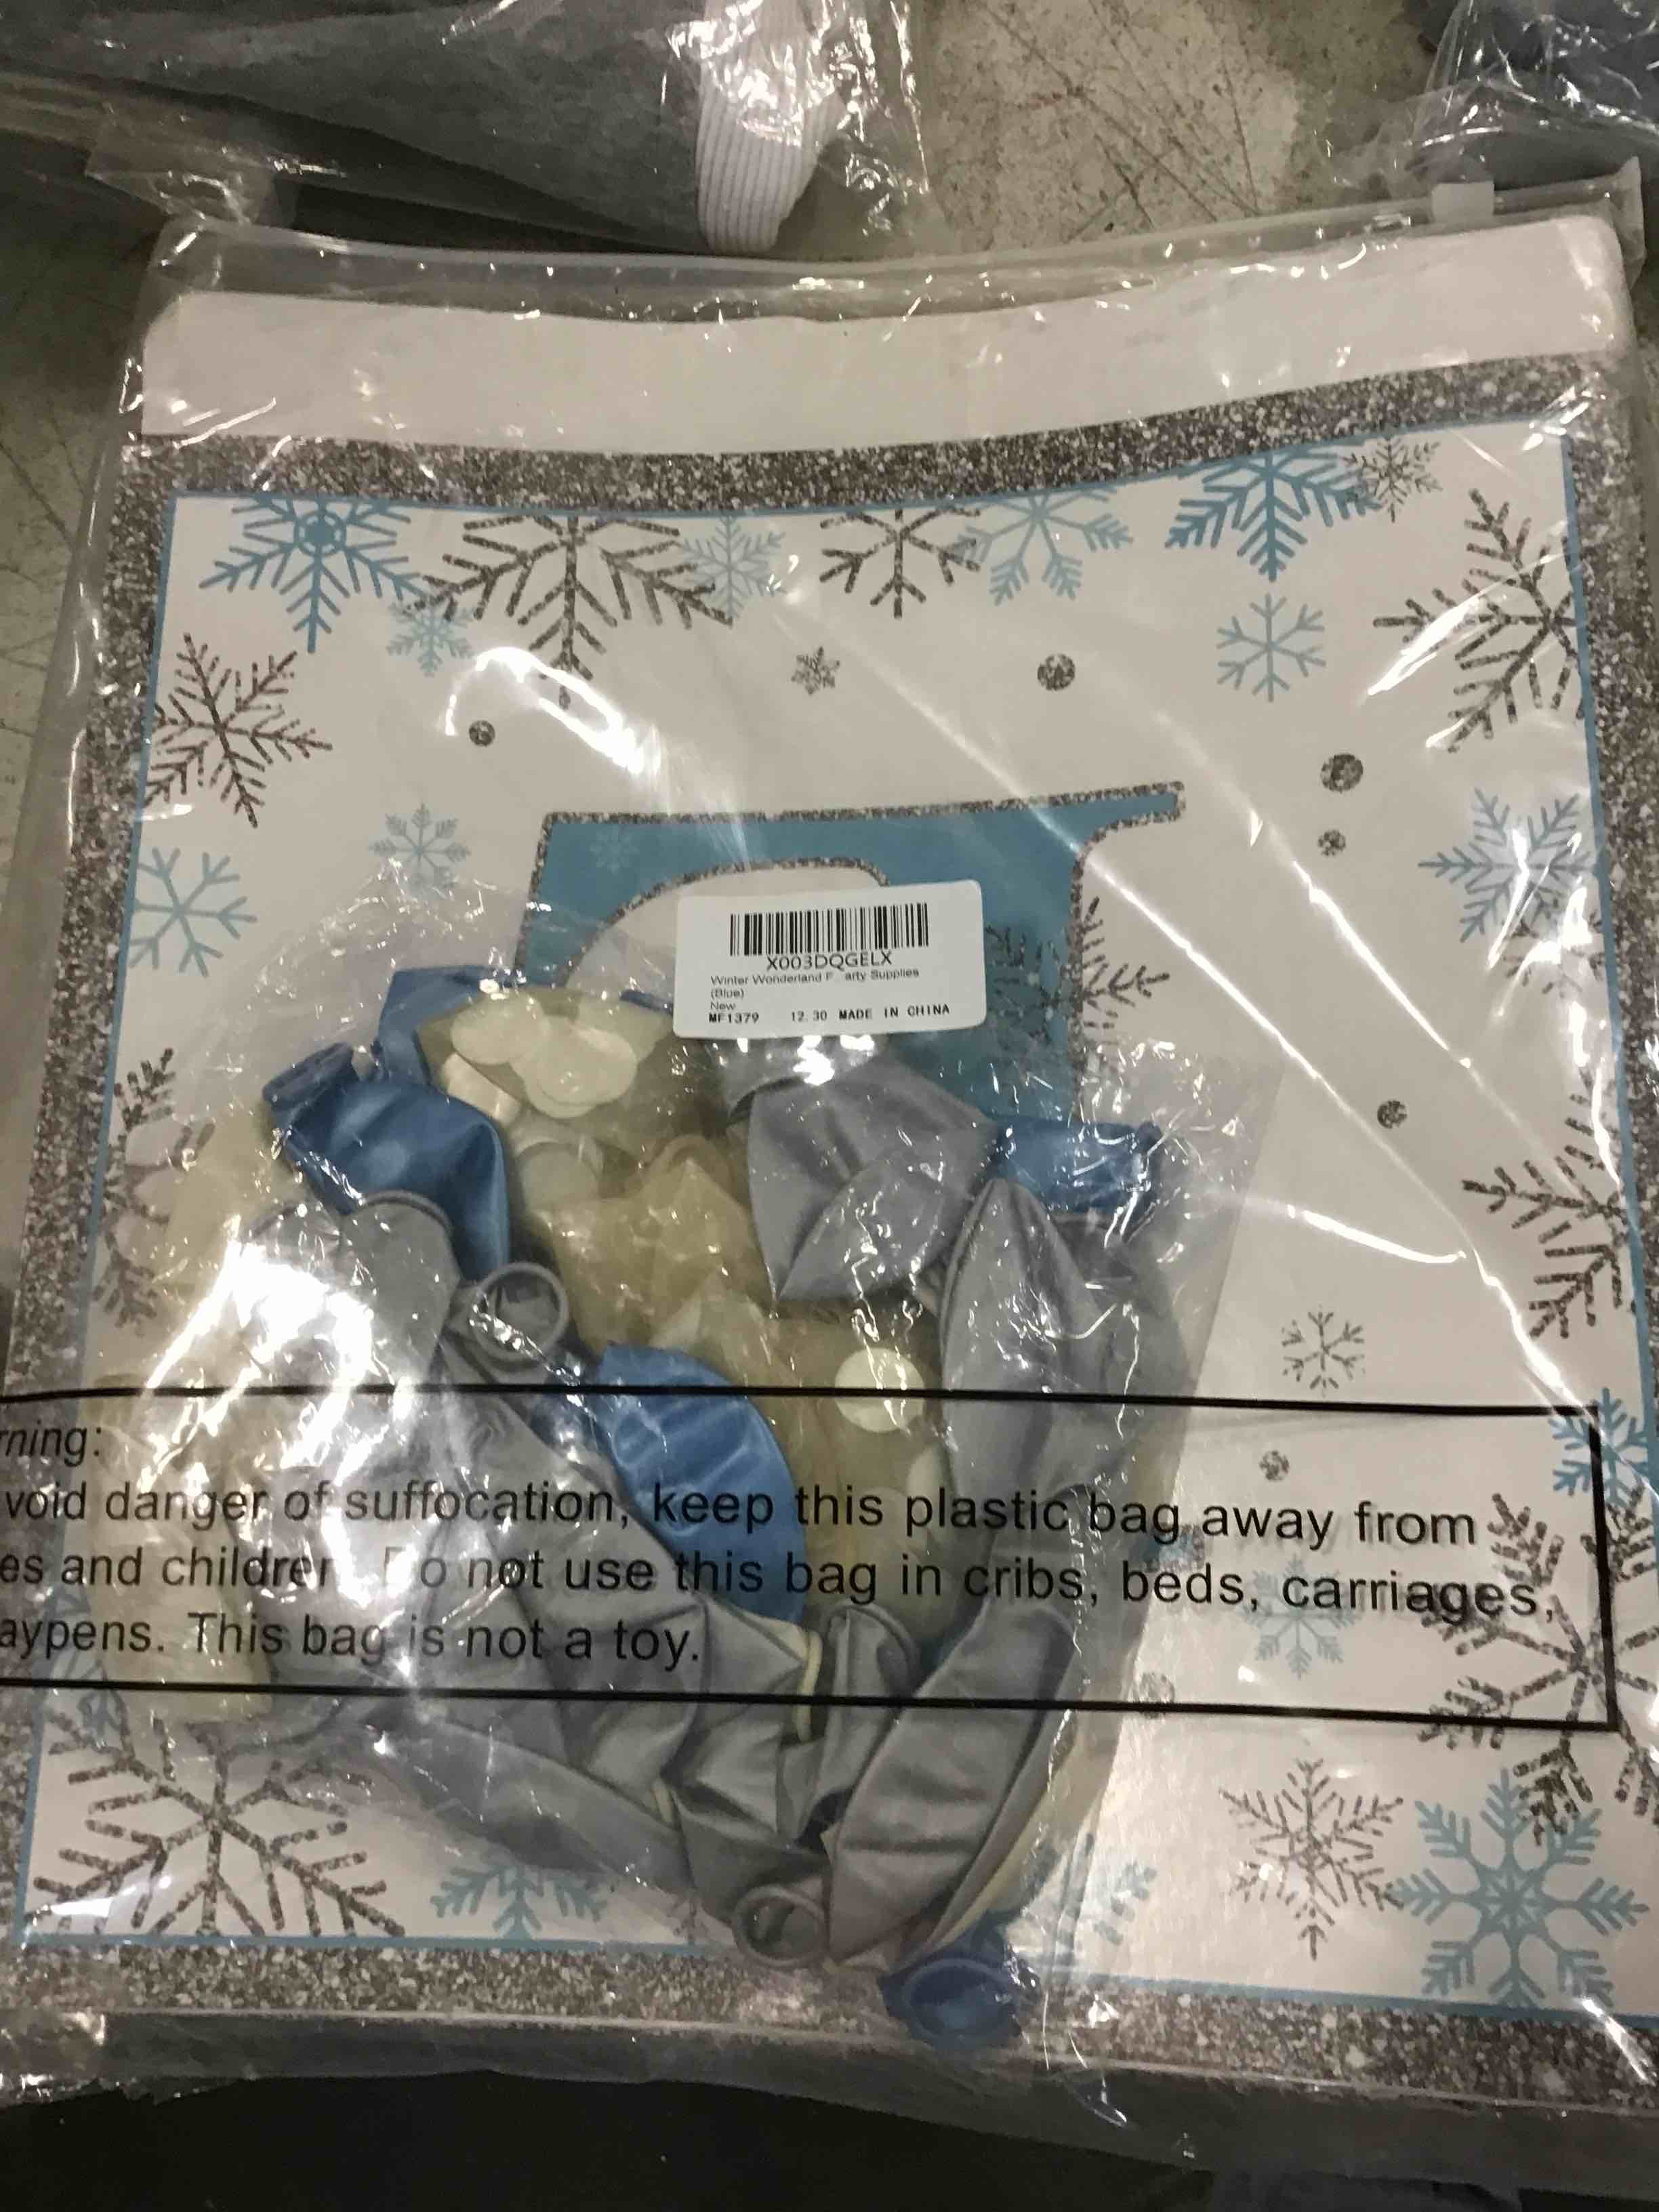 X003DQGELX
Winter Wonderland P...arty Supplies
(Blue)
New
MF1379 12.30 MADE IN CHINA
rning:
void danger of suffocation, keep this plastic bag away from
es and children. Do not use this bag in cribs, beds, carriages,
aypens. This bag is not a toy.